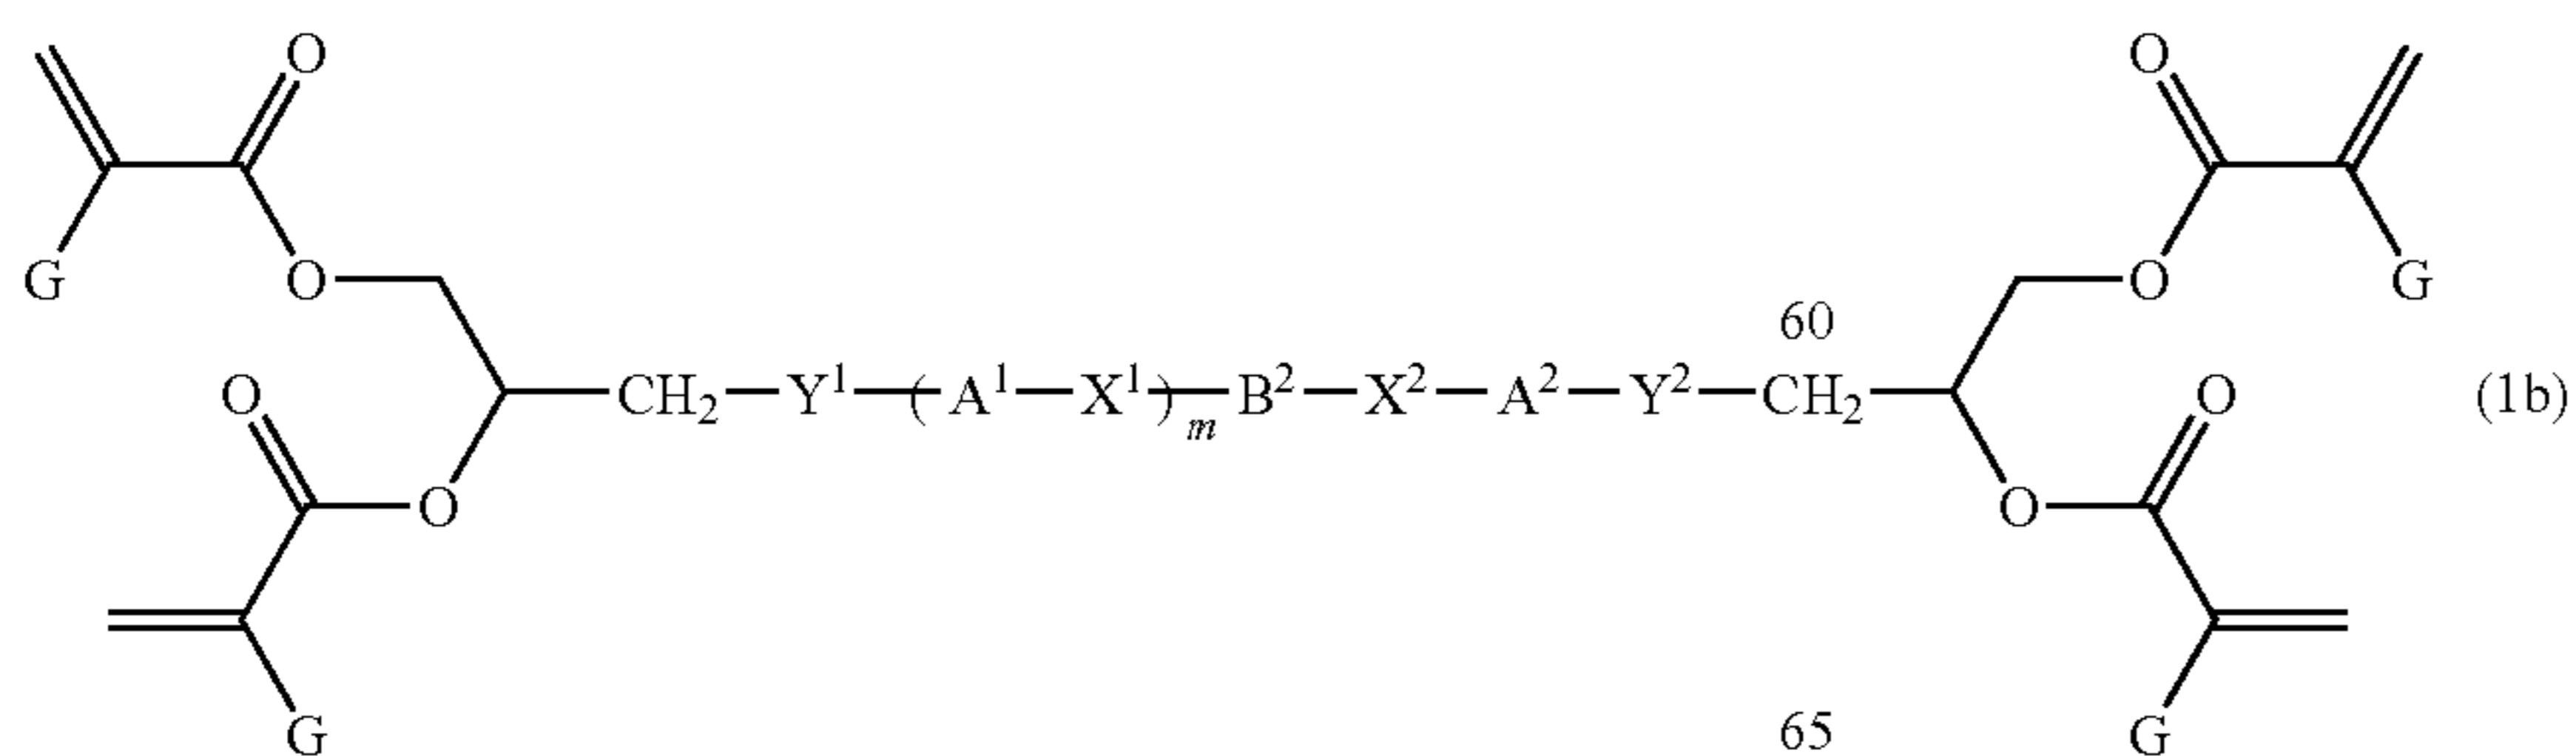 O O
G O O G
60
O CH2—Y1—(A1—X1)m—B2—X2—A2—Y2—CH2 O (1b)
O O
G 65 G